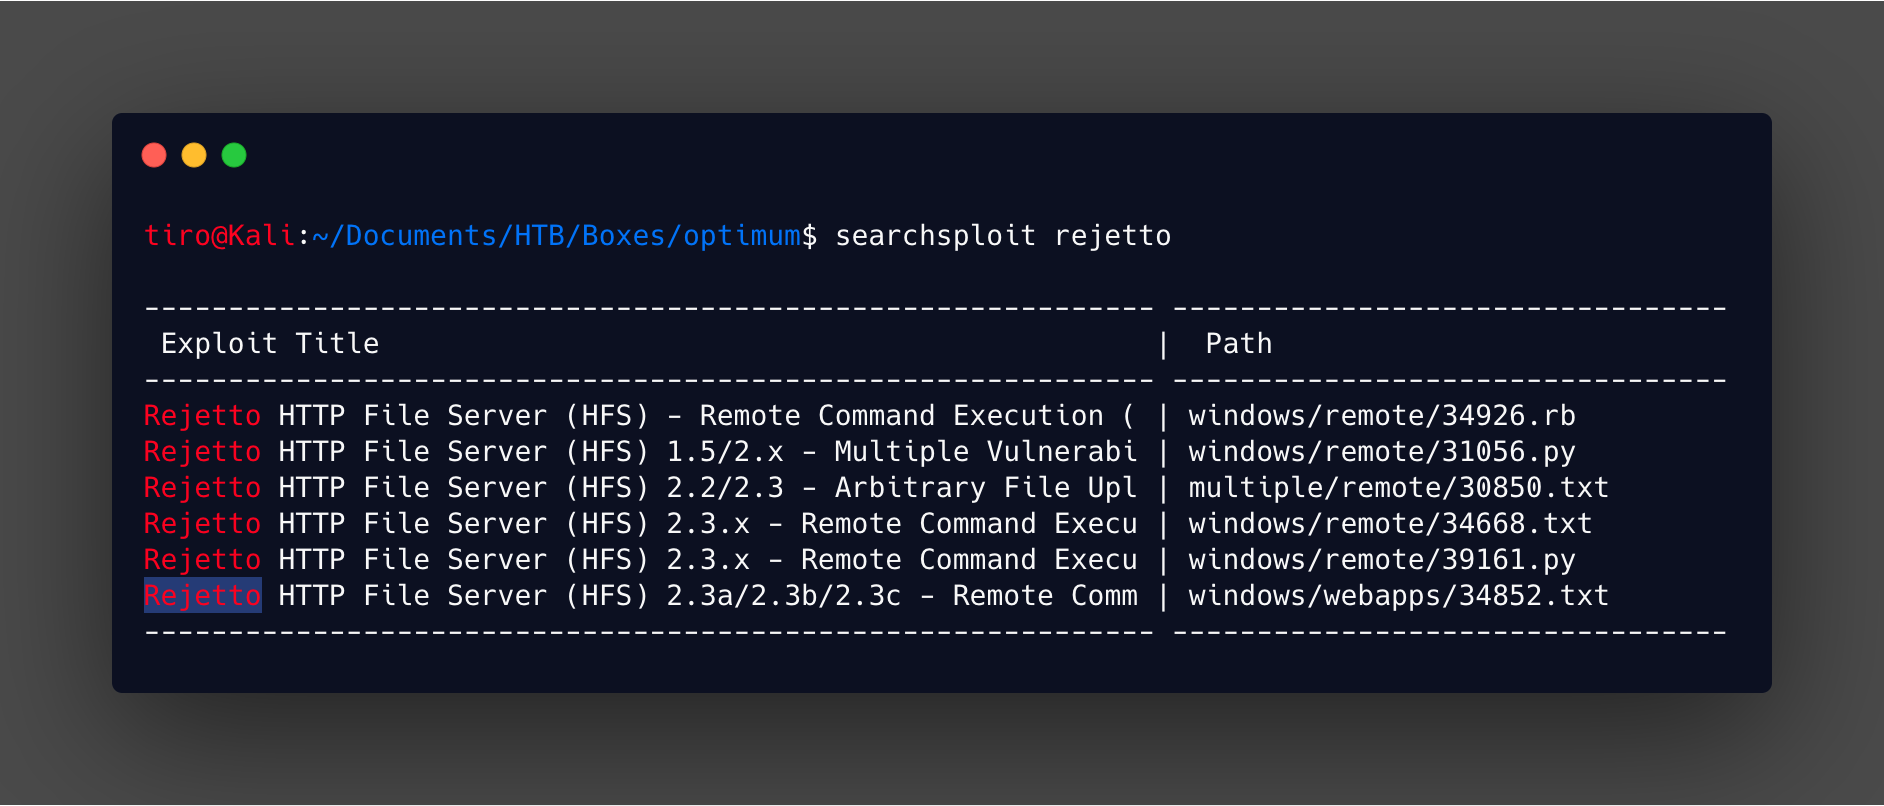 tiro@Kali:~/Documents/HTB/Boxes/optimum$ searchsploit rejetto
------------------------------------------------------------ ---------------------------------
 Exploit Title                                              |  Path
------------------------------------------------------------ ---------------------------------
Rejetto HTTP File Server (HFS) - Remote Command Execution ( | windows/remote/34926.rb
Rejetto HTTP File Server (HFS) 1.5/2.x - Multiple Vulnerabi | windows/remote/31056.py
Rejetto HTTP File Server (HFS) 2.2/2.3 - Arbitrary File Upl | multiple/remote/30850.txt
Rejetto HTTP File Server (HFS) 2.3.x - Remote Command Execu | windows/remote/34668.txt
Rejetto HTTP File Server (HFS) 2.3.x - Remote Command Execu | windows/remote/39161.py
Rejetto HTTP File Server (HFS) 2.3a/2.3b/2.3c - Remote Comm | windows/webapps/34852.txt
------------------------------------------------------------ ---------------------------------